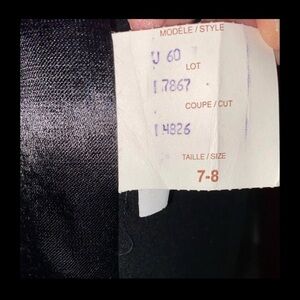 MODELE / STYLE
J 60
LOT
17867
COUPE / CUT
14826
TAILLE / SIZE
7-8